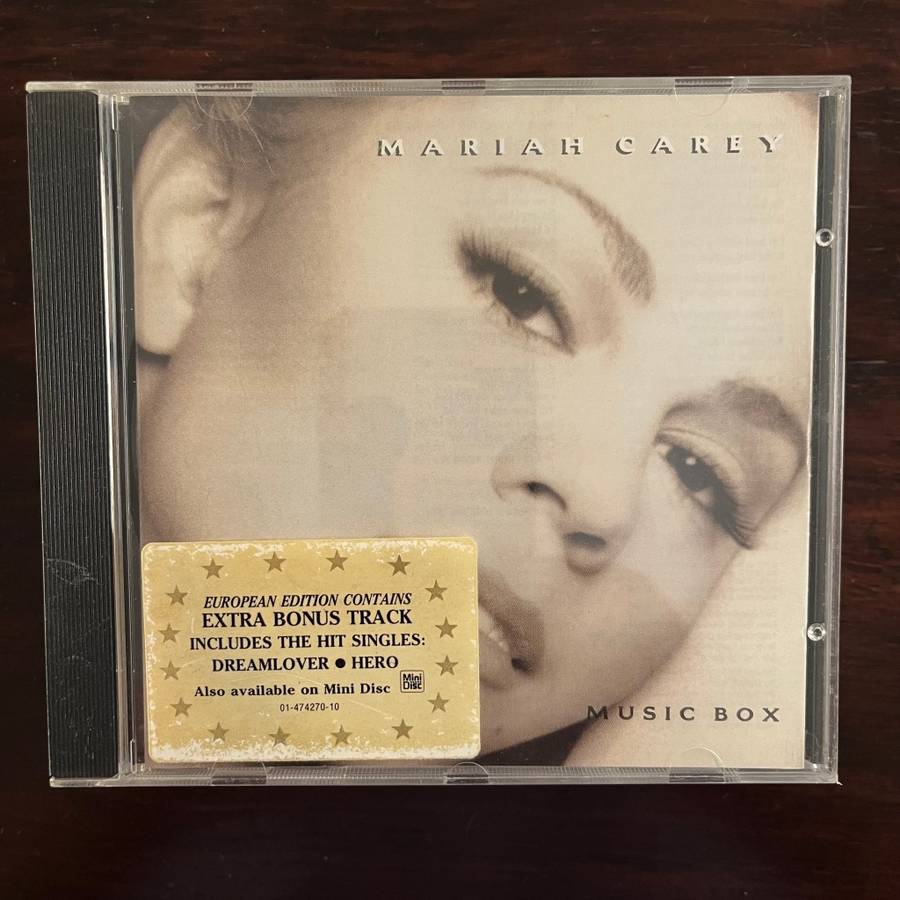 MARIAH CAREY
EUROPEAN EDITION CONTAINS
EXTRA BONUS TRACK
INCLUDES THE HIT SINGLES:
DREAMLOVER ● HERO
Also available on Mini Disc
Mini
Disc
01-474270-10
MUSIC BOX